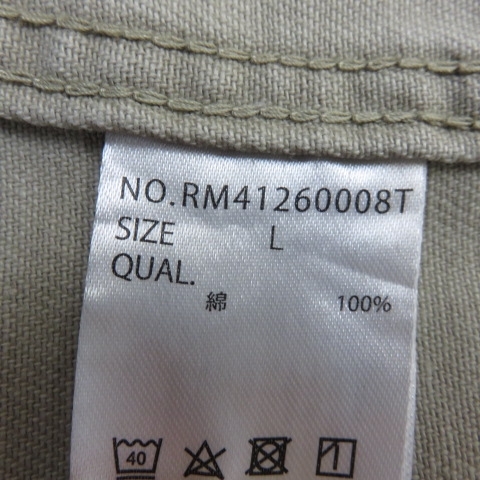 NO.RM41260008T
SIZE L
QUAL.
綿 100%
40